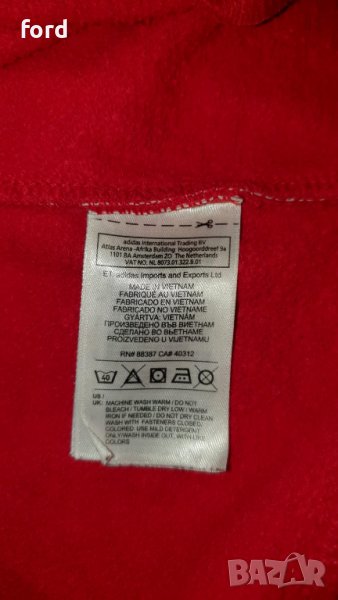 ford
adidas International Trading BV
Atlas Arena -Afrika Building Hoogoorddreef 9a
1101 BA Amsterdam ZO The Netherlands
VAT NO: NL 8073.01.322.B.01
E.I. adidas Imports and Exports Ltd
MADE IN VIETNAM
FABRIQUÉ AU VIETNAM
FABRICADO EN VIETNAM
FABRICADO NO VIETNAME
GYÁRTVA: VIETNÁM
ПРОИЗВЕДЕНО ВЪВ ВИЕТНАМ
СДЕЛАНО ВО ВЬЕТНАМЕ
PROIZVEDENO U VIJETNAMU
RN# 88387 CA# 40312
40
US /
UK: MACHINE WASH WARM / DO NOT
BLEACH / TUMBLE DRY LOW / WARM
IRON IF NEEDED / DO NOT DRY CLEAN
WASH WITH FASTENERS CLOSED.
COLORED. USE MILD DETERGENT
ONLY/WASH INSIDE OUT, WITH LIKE
COLORS
BAZAR
bg